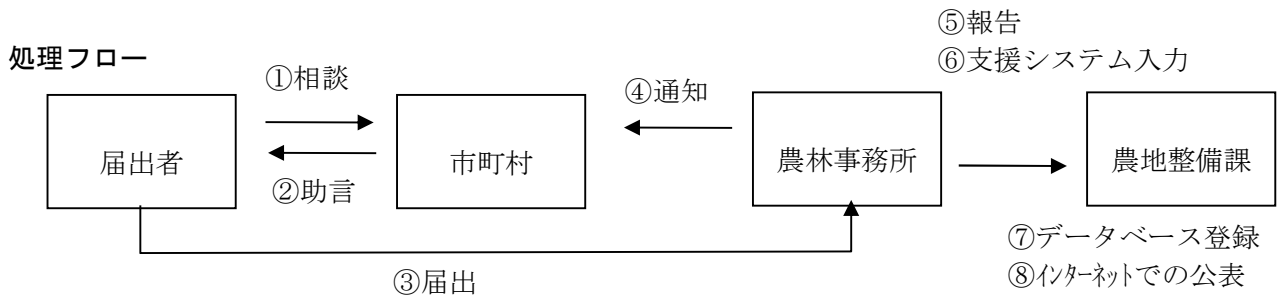 ⑤報告
処理フロー
⑥支援システム入力
①相談
④通知
届出者
市町村
農林事務所
農地整備課
②助言
⑦データベース登録
③届出
⑧インターネットでの公表